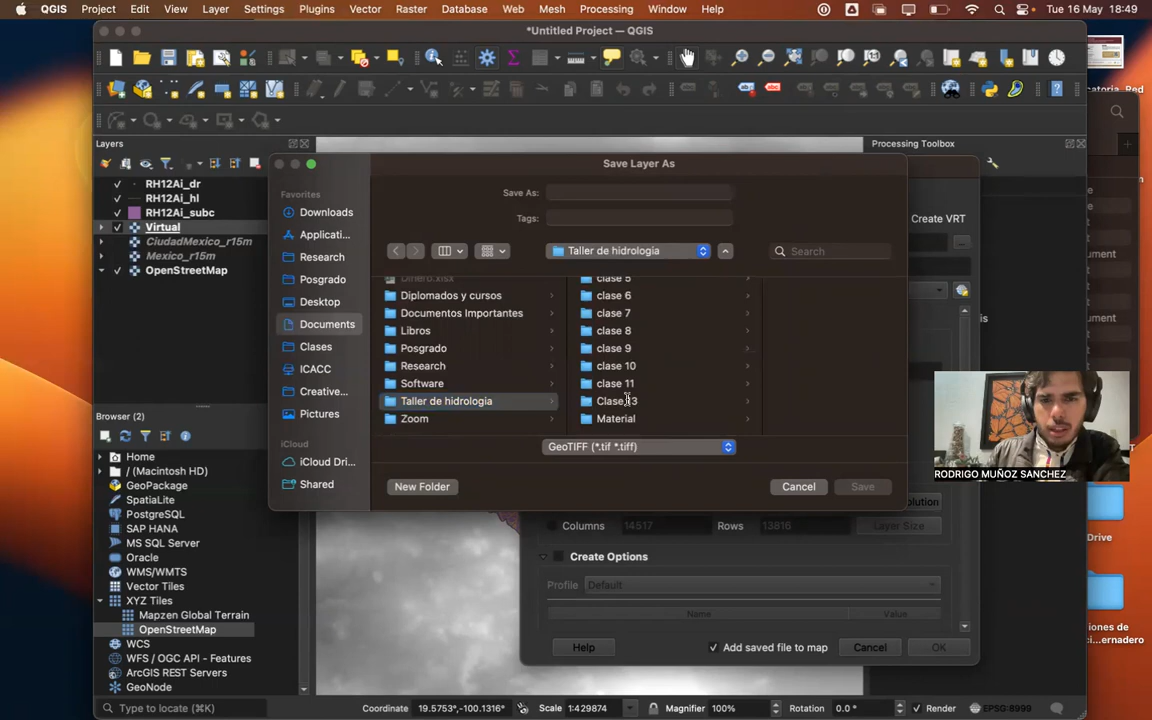 QGIS Project Edit View Layer Settings Plugins Vector Raster Database Web Mesh Processing Window Help Tue 16 May 18:49
*Untitled Project — QGIS
Layers
Processing Toolbox
RH12Ai_dr
RH12Ai_hl
RH12Ai_subc
Virtual
CiudadMexico_r15m
Mexico_r15m
OpenStreetMap
Save Layer As
Save As:
Tags:
Favorites
Downloads
Applicati...
Research
Posgrado
Desktop
Documents
Clases
ICACC
Creative...
Pictures
iCloud
iCloud Dri...
Shared
Taller de hidrologia
Search
Dinero.xlsx
Diplomados y cursos
Documentos Importantes
Libros
Posgrado
Research
Software
Taller de hidrologia
Zoom
clase 5
clase 6
clase 7
clase 8
clase 9
clase 10
clase 11
Material
GeoTIFF (*.tif *.tiff)
New Folder Cancel Save
Create VRT
...
Browser (2)
Home
/ (Macintosh HD)
GeoPackage
SpatiaLite
PostgreSQL
SAP HANA
MS SQL Server
Oracle
WMS/WMTS
Vector Tiles
XYZ Tiles
Mapzen Global Terrain
OpenStreetMap
WCS
WFS / OGC API - Features
ArcGIS REST Servers
GeoNode
Columns 14517 Rows 13816 Layer Size
Create Options
Profile Default
Name Value
Help Add saved file to map Cancel OK
RODRIGO MUÑOZ SANCHEZ
Drive
iones de
ernadero
Type to locate (⌘K) Coordinate 19.5753°,-100.1316° Scale 1:429874 Magnifier 100% Rotation 0.0 ° Render EPSG:8999